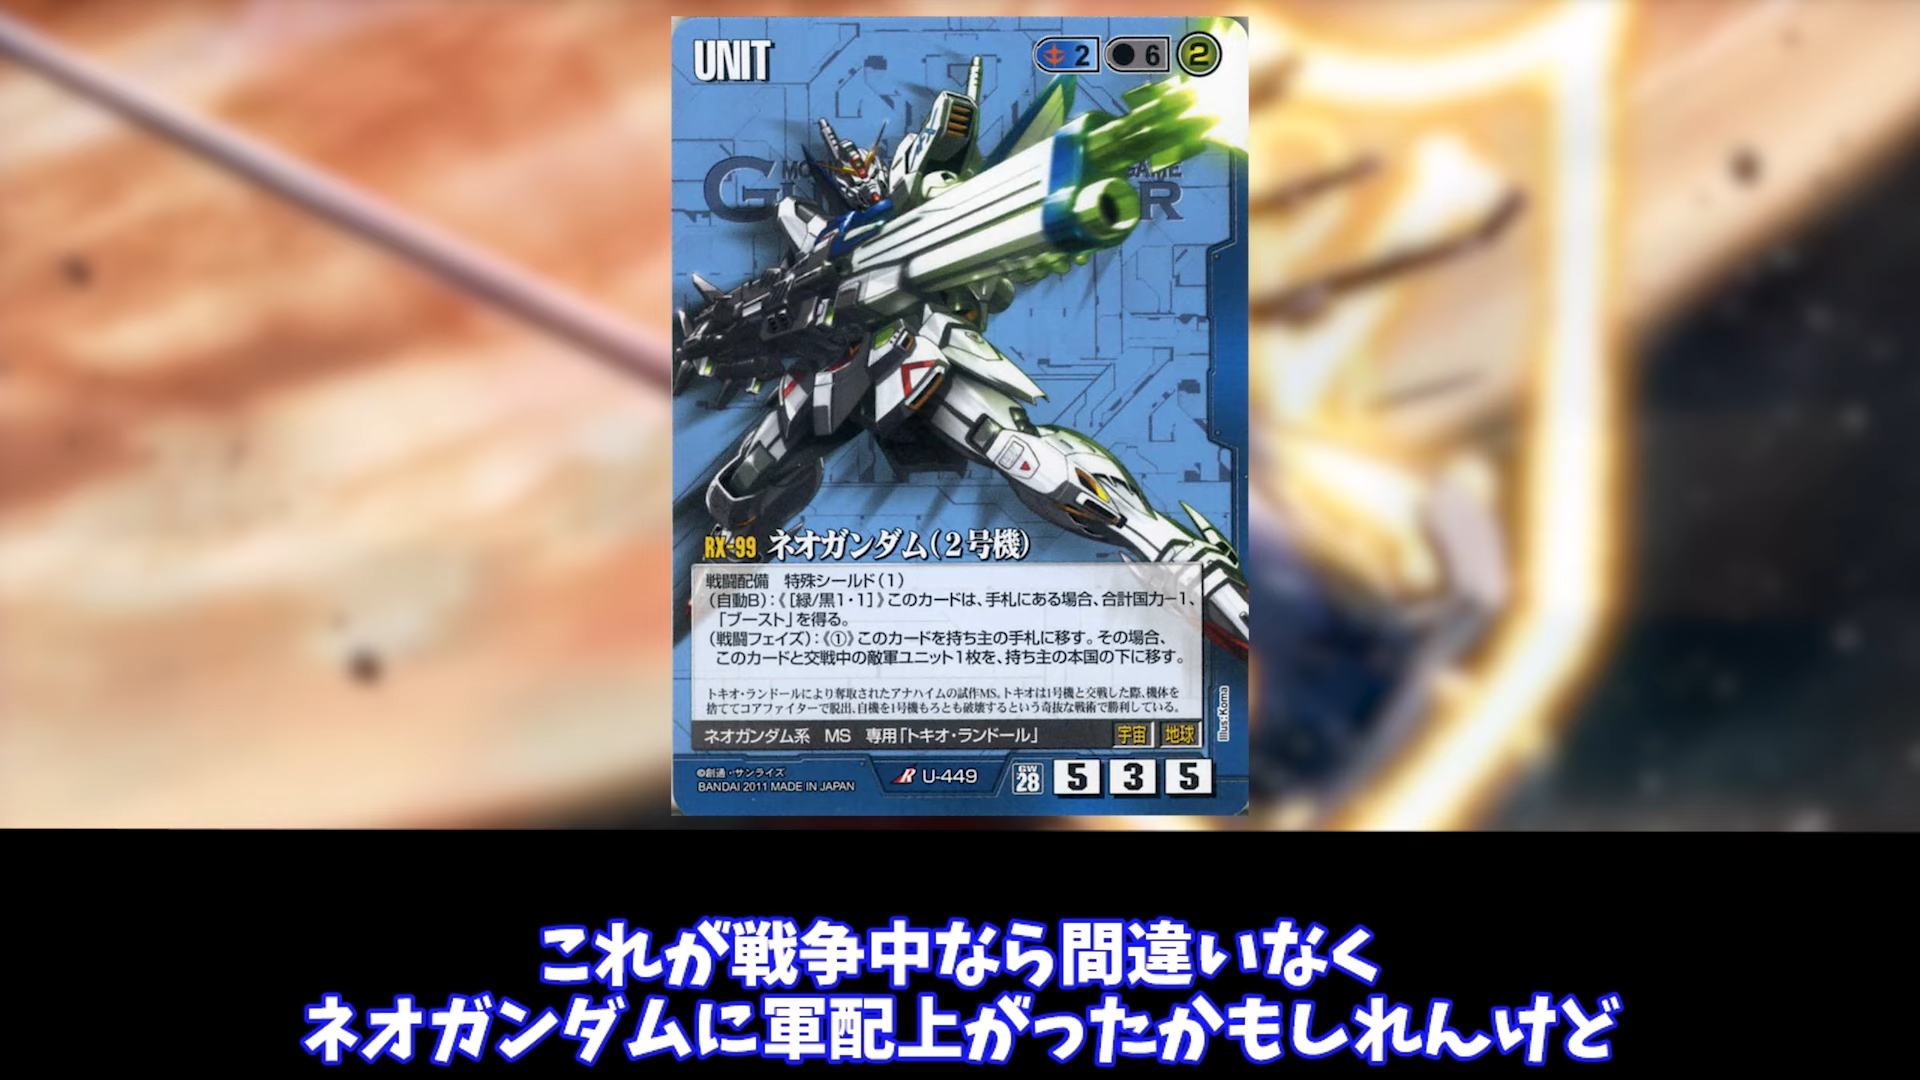 UNIT
2 6 2
RX-99 ネオガンダム(2号機)
戦闘配備 特殊シールド(1)
(自動B):《[緑/黒1・1]》このカードは、手札にある場合、合計国力-1、
「ブースト」を得る。
(戦闘フェイズ):《①》このカードを持ち主の手札に移す。その場合、
このカードと交戦中の敵軍ユニット1枚を、持ち主の本国の下に移す。
トキオ・ランドールにより奪取されたアナハイムの試作MS。トキオは1号機と交戦した際、機体を
捨ててコアファイターで脱出、自機を1号機もろとも破壊するという奇抜な戦術で勝利している。
Illus:Koma
ネオガンダム系 MS 専用「トキオ・ランドール」 宇宙 地球
©創通・サンライズ
BANDAI 2011 MADE IN JAPAN
R U-449
GW 28 5 3 5
これが戦争中なら間違いなく
ネオガンダムに軍配上がったかもしれんけど